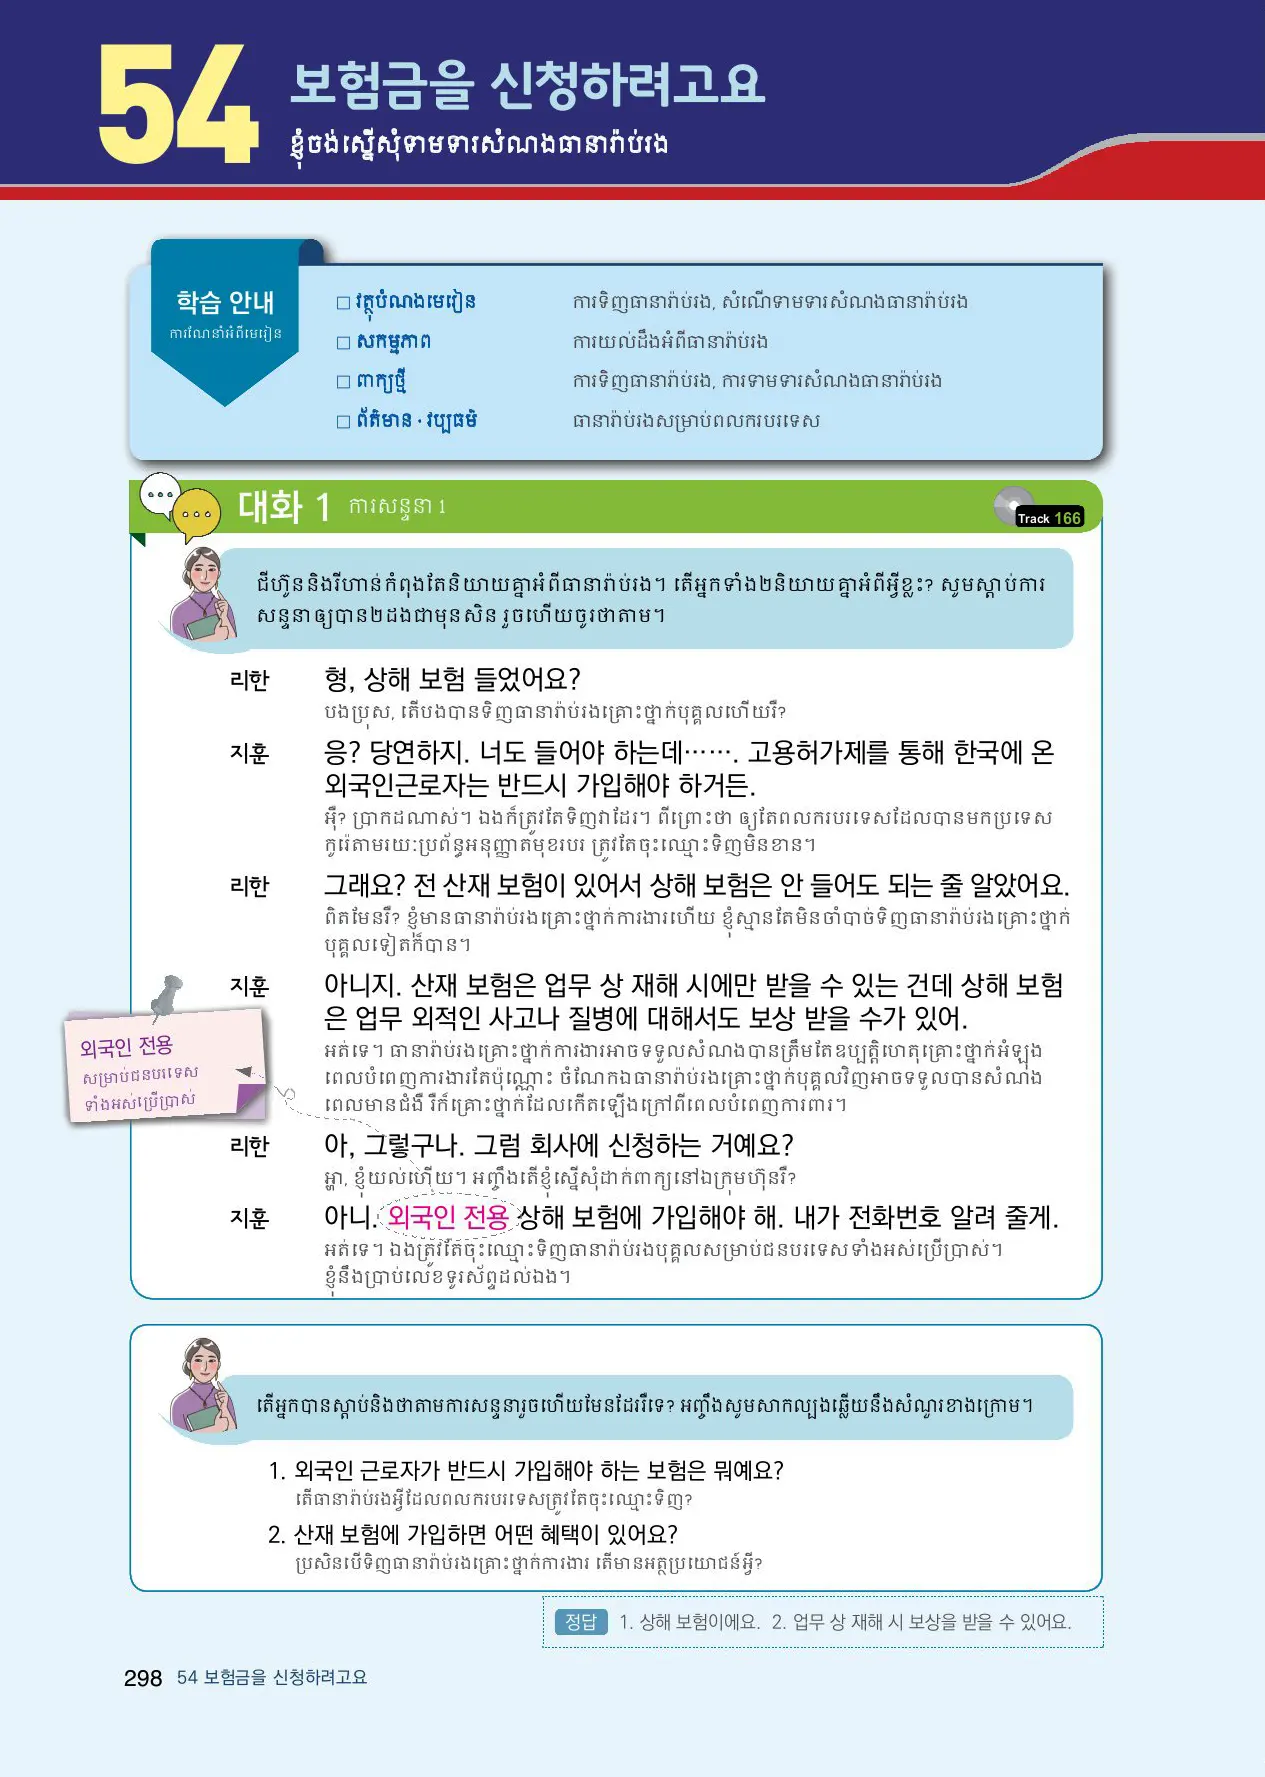 54
보험금을 신청하려고요
ខ្ញុំចង់ស្នើសុំទាមទារសំណងធានារ៉ាប់រង
학습 안내
ការណែនាំអំពីមេរៀន
□ វត្ថុបំណងមេរៀន ការទិញធានារ៉ាប់រង, សំណើទាមទារសំណងធានារ៉ាប់រង
□ សកម្មភាព ការយល់ដឹងអំពីធានារ៉ាប់រង
□ ពាក្យថ្មី ការទិញធានារ៉ាប់រង, ការទាមទារសំណងធានារ៉ាប់រង
□ ព័ត៌មាន · វប្បធម៌ ធានារ៉ាប់រងសម្រាប់ពលករបរទេស
대화 1 ការសន្ទនា 1
Track 166
ជីហ៊ូននិងរីហាន់កំពុងតែនិយាយគ្នាអំពីធានារ៉ាប់រង។ តើអ្នកទាំង២និយាយគ្នាអំពីអ្វីខ្លះ? សូមស្តាប់ការ
សន្ទនាឲ្យបាន២ដងជាមុនសិន រួចហើយចូរថាតាម។
리한 형, 상해 보험 들었어요?
បងប្រុស, តើបងបានទិញធានារ៉ាប់រងគ្រោះថ្នាក់បុគ្គលហើយរឺ?
지훈 응? 당연하지. 너도 들어야 하는데……. 고용허가제를 통해 한국에 온
외국인근로자는 반드시 가입해야 하거든.
អ៊ឺ? ប្រាកដណាស់។ ឯងក៏ត្រូវតែទិញវាដែរ។ ពីព្រោះថា ឲ្យតែពលករបរទេសដែលបានមកប្រទេស
កូរ៉េតាមរយៈប្រព័ន្ធអនុញ្ញាតមុខរបរ ត្រូវតែចុះឈ្មោះទិញមិនខាន។
리한 그래요? 전 산재 보험이 있어서 상해 보험은 안 들어도 되는 줄 알았어요.
ពិតមែនរឺ? ខ្ញុំមានធានារ៉ាប់រងគ្រោះថ្នាក់ការងារហើយ ខ្ញុំស្មានតែមិនចាំបាច់ទិញធានារ៉ាប់រងគ្រោះថ្នាក់
បុគ្គលទៀតក៏បាន។
지훈 아니지. 산재 보험은 업무 상 재해 시에만 받을 수 있는 건데 상해 보험
은 업무 외적인 사고나 질병에 대해서도 보상 받을 수가 있어.
អត់ទេ។ ធានារ៉ាប់រងគ្រោះថ្នាក់ការងារអាចទទួលសំណងបានត្រឹមតែឧប្បត្តិហេតុគ្រោះថ្នាក់អំឡុង
ពេលបំពេញការងារតែប៉ុណ្ណោះ ចំណែកឯធានារ៉ាប់រងគ្រោះថ្នាក់បុគ្គលវិញអាចទទួលបានសំណង
ពេលមានជំងឺ រឺក៏គ្រោះថ្នាក់ដែលកើតឡើងក្រៅពីពេលបំពេញការពារ។
외국인 전용
សម្រាប់ជនបរទេស
ទាំងអស់ប្រើប្រាស់
리한 아, 그렇구나. 그럼 회사에 신청하는 거예요?
អ្ហា, ខ្ញុំយល់ហើយ។ អញ្ចឹងតើខ្ញុំស្នើសុំដាក់ពាក្យនៅឯក្រុមហ៊ុនរឺ?
지훈 아니. 외국인 전용 상해 보험에 가입해야 해. 내가 전화번호 알려 줄게.
អត់ទេ។ ឯងត្រូវតែចុះឈ្មោះទិញធានារ៉ាប់រងបុគ្គលសម្រាប់ជនបរទេសទាំងអស់ប្រើប្រាស់។
ខ្ញុំនឹងប្រាប់លេខទូរស័ព្ទដល់ឯង។
តើអ្នកបានស្តាប់និងថាតាមការសន្ទនារួចហើយមែនដែររឺទេ? អញ្ចឹងសូមសាកល្បងឆ្លើយនឹងសំណួរខាងក្រោម។
1. 외국인 근로자가 반드시 가입해야 하는 보험은 뭐예요?
តើធានារ៉ាប់រងអ្វីដែលពលករបរទេសត្រូវតែចុះឈ្មោះទិញ?
2. 산재 보험에 가입하면 어떤 혜택이 있어요?
ប្រសិនបើទិញធានារ៉ាប់រងគ្រោះថ្នាក់ការងារ តើមានអត្ថប្រយោជន៍អ្វី?
정답 1. 상해 보험이에요. 2. 업무 상 재해 시 보상을 받을 수 있어요.
298 54 보험금을 신청하려고요